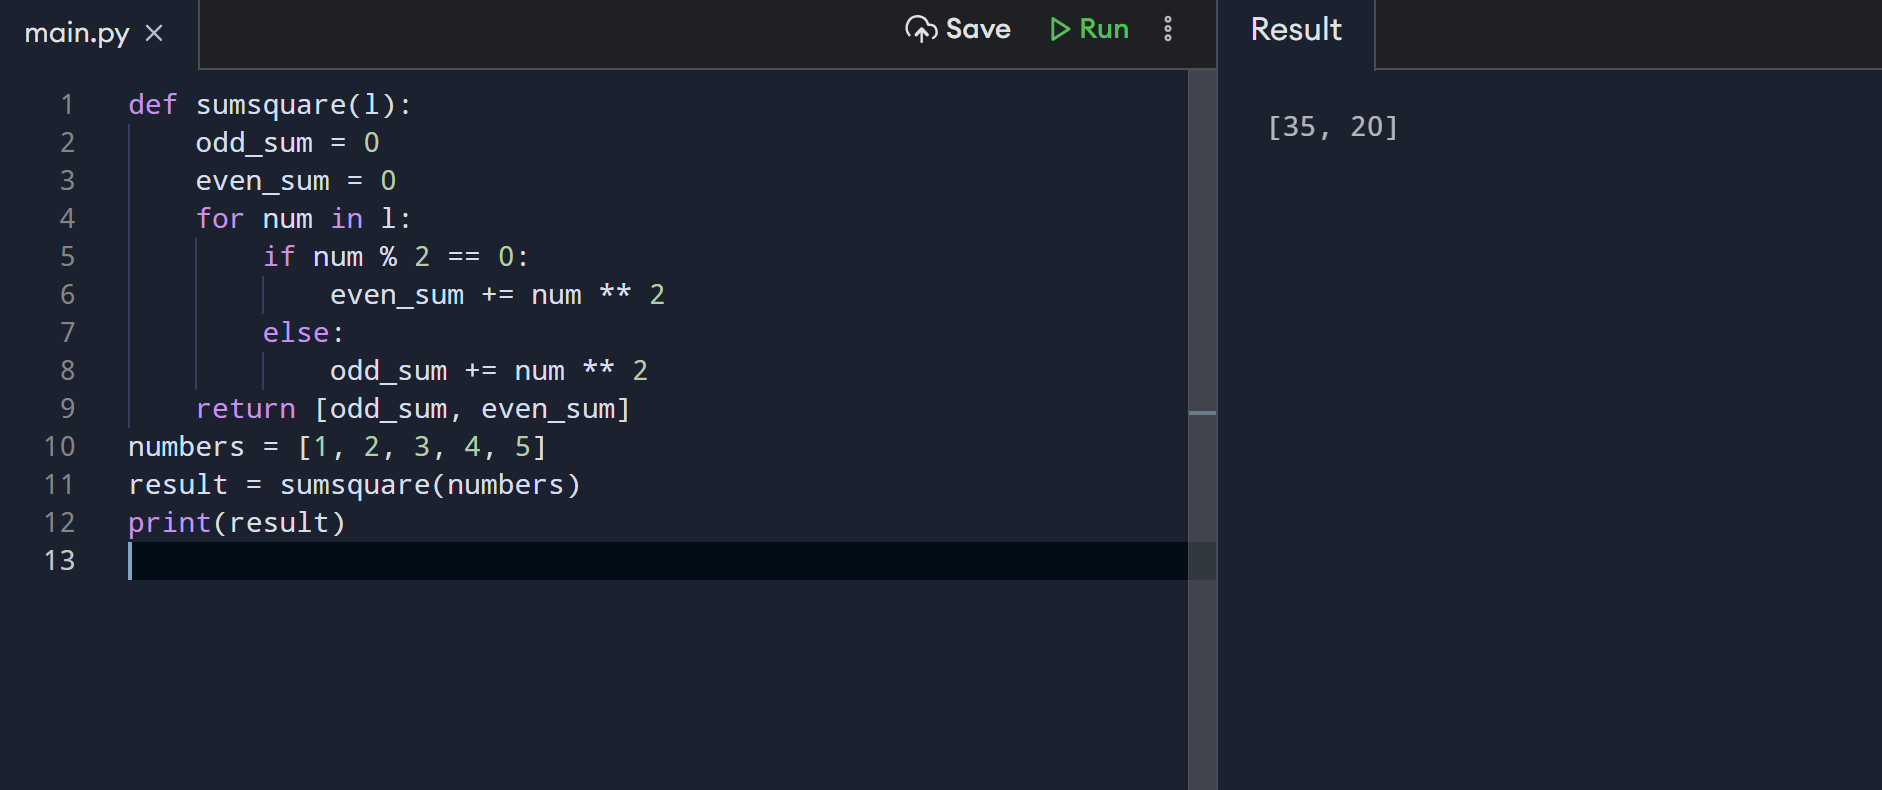 main.py ×
Save Run
Result
1 def sumsquare(l):
2     odd_sum = 0
3     even_sum = 0
4     for num in l:
5         if num % 2 == 0:
6             even_sum += num ** 2
7         else:
8             odd_sum += num ** 2
9     return [odd_sum, even_sum]
10 numbers = [1, 2, 3, 4, 5]
11 result = sumsquare(numbers)
12 print(result)
13
[35, 20]